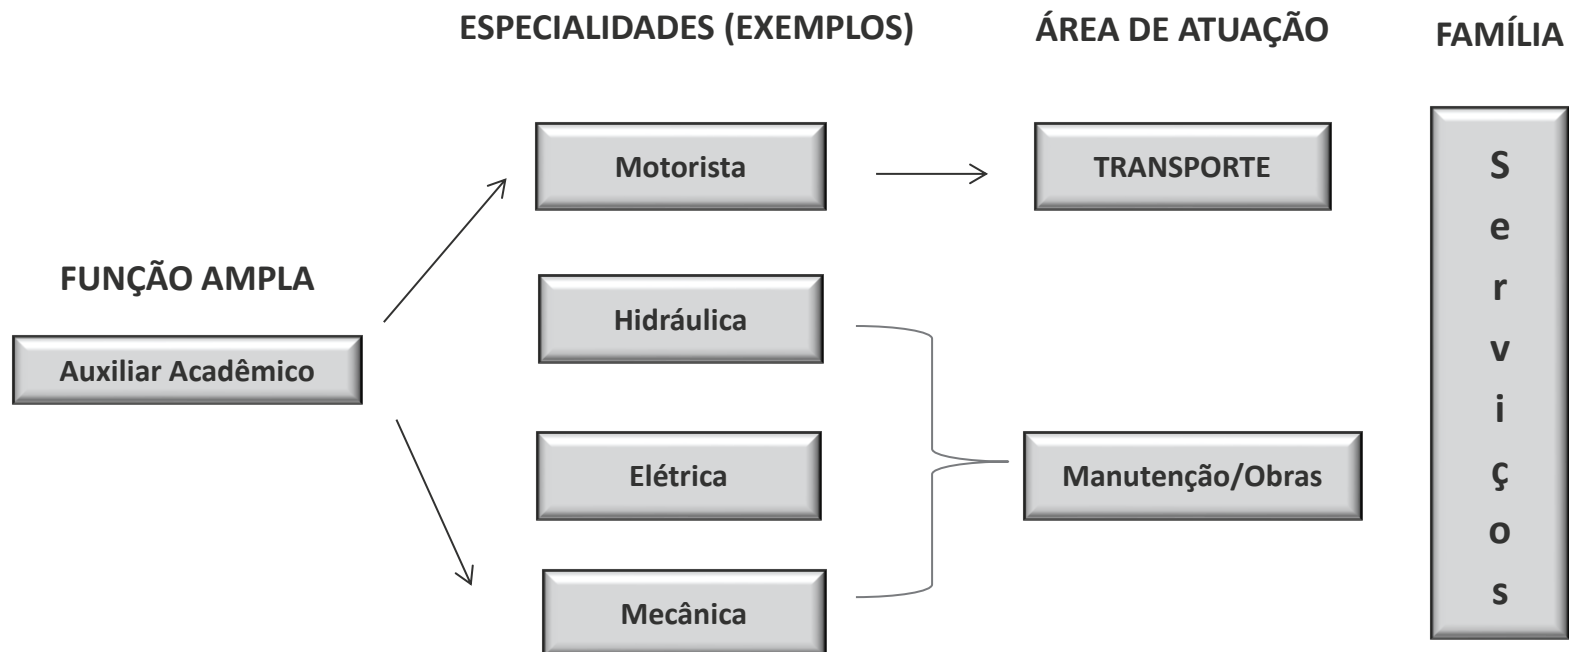 ESPECIALIDADES (EXEMPLOS)
ÁREA DE ATUAÇÃO
FAMÍLIA
Motorista
TRANSPORTE
FUNÇÃO AMPLA
Auxiliar Acadêmico
Hidráulica
Elétrica
Manutenção/Obras
Mecânica
S
e
r
v
i
ç
o
s